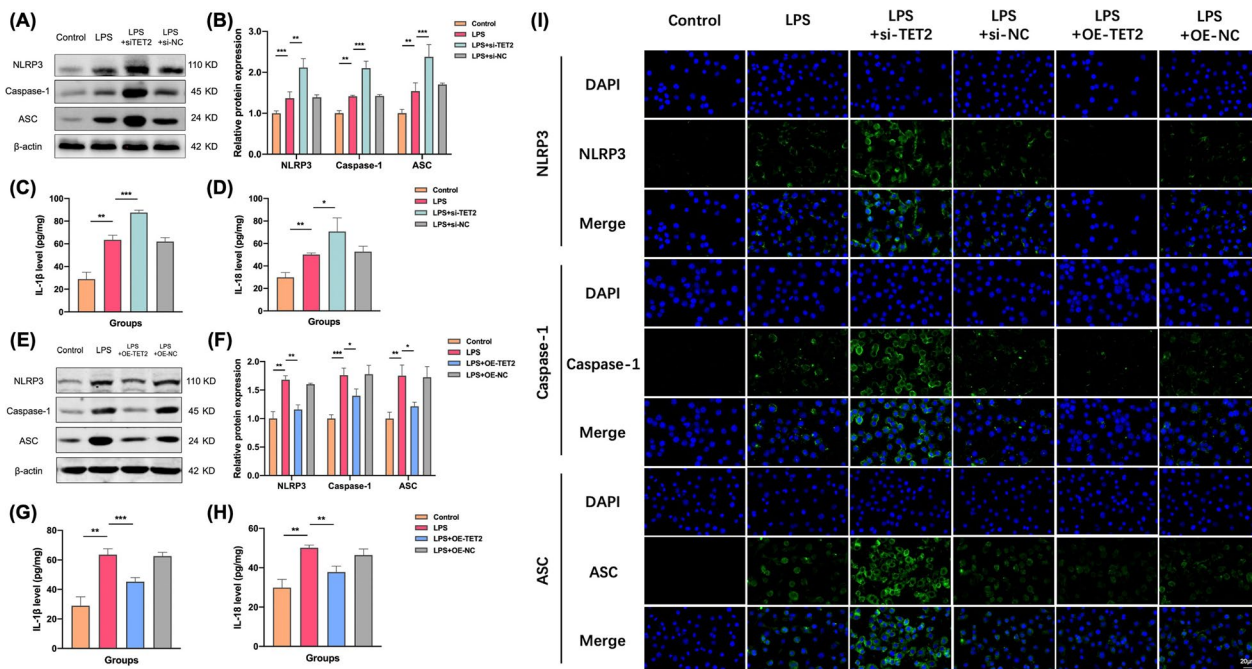 (A)
Control
LPS
LPS
+siTET2
LPS
+si-NC
NLRP3
110 KD
Caspase-1
45 KD
ASC
24 KD
β-actin
42 KD
(B)
Relative protein expression
3.0
2.0
1.0
0.0
***
**
**
***
**
***
NLRP3
Caspase-1
ASC
Control
LPS
LPS+si-TET2
LPS+si-NC
(C)
IL-1β level (pg/mg)
100
80
60
40
20
0
**
***
Groups
(D)
IL-18 level (pg/mg)
100
80
60
40
20
0
**
*
Groups
Control
LPS
LPS+si-TET2
LPS+si-NC
(E)
Control
LPS
LPS
+OE-TET2
LPS
+OE-NC
NLRP3
110 KD
Caspase-1
45 KD
ASC
24 KD
β-actin
42 KD
(F)
Relative protein expression
2.0
1.5
1.0
0.5
0.0
**
**
***
*
**
*
NLRP3
Caspase-1
ASC
Control
LPS
LPS+OE-TET2
LPS+OE-NC
(G)
IL-1β level (pg/mg)
80
60
40
20
0
**
***
Groups
(H)
IL-18 level (pg/mg)
60
40
20
0
**
**
Groups
Control
LPS
LPS+OE-TET2
LPS+OE-NC
(I)
Control
LPS
LPS
+si-TET2
LPS
+si-NC
LPS
+OE-TET2
LPS
+OE-NC
NLRP3
DAPI
NLRP3
Merge
Caspase-1
DAPI
Caspase-1
Merge
ASC
DAPI
ASC
Merge